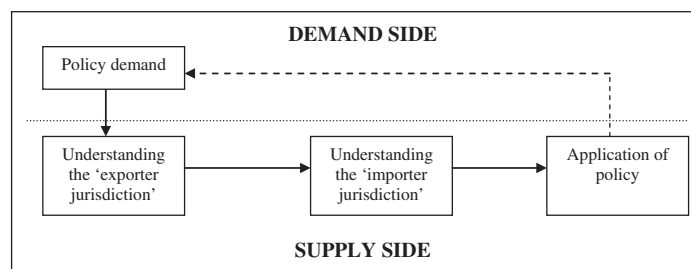 DEMAND SIDE
Policy demand
Understanding
the ‘exporter
jurisdiction’
Understanding
the ‘importer
jurisdiction’
Application of
policy
SUPPLY SIDE